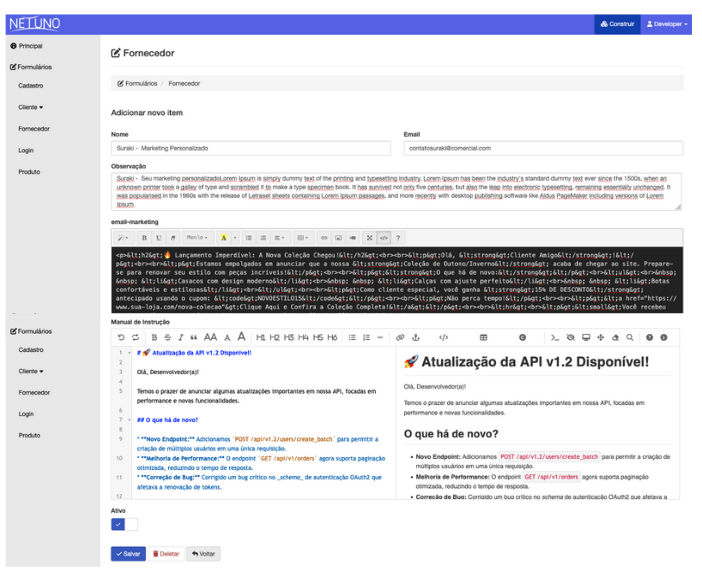 NETUNO
Construir
Developer
Principal
Formulários
Cadastro
Cliente
Fornecedor
Login
Produto
Formulários
Cadastro
Cliente
Fornecedor
Login
Produto
Fornecedor
Formulários / Fornecedor
Adicionar novo item
Nome
Email
Suraki - Marketing Personalizado
contatosuraki@comercial.com
Observação
Suraki - Seu marketing personalizadoLorem Ipsum is simply dummy text of the printing and typesetting industry. Lorem Ipsum has been the industry's standard dummy text ever since the 1500s, when an
unknown printer took a galley of type and scrambled it to make a type specimen book. It has survived not only five centuries, but also the leap into electronic typesetting, remaining essentially unchanged. It
was popularised in the 1960s with the release of Letraset sheets containing Lorem Ipsum passages, and more recently with desktop publishing software like Aldus PageMaker including versions of Lorem
Ipsum.
email-marketing
B U A Menlo A </> ?
<p>&lt;h2&gt;🔥 Lançamento Imperdível: A Nova Coleção Chegou!&lt;/h2&gt;<br><br>&lt;p&gt;Olá, &lt;strong&gt;Cliente Amigo&lt;/strong&gt;!&lt;/
p&gt;<br><br>&lt;p&gt;Estamos empolgados em anunciar que a nossa &lt;strong&gt;Coleção de Outono/Inverno&lt;/strong&gt; acaba de chegar ao site. Prepare-
se para renovar seu estilo com peças incríveis!&lt;/p&gt;<br><br>&lt;p&gt;&lt;strong&gt;O que há de novo:&lt;/strong&gt;&lt;/p&gt;<br>&lt;ul&gt;<br>&nbsp;
&nbsp; &lt;li&gt;Casacos com design moderno&lt;/li&gt;<br>&nbsp; &nbsp; &lt;li&gt;Calças com ajuste perfeito&lt;/li&gt;<br>&nbsp; &nbsp; &lt;li&gt;Botas
confortáveis e estilosas&lt;/li&gt;<br>&lt;/ul&gt;<br><br>&lt;p&gt;Como cliente especial, você ganha &lt;strong&gt;15% DE DESCONTO&lt;/strong&gt;
antecipado usando o cupom: &lt;code&gt;NOVOESTILO15&lt;/code&gt;&lt;/p&gt;<br><br>&lt;p&gt;Não perca tempo!&lt;/p&gt;<br><br>&lt;p&gt;&lt;a href="https://
www.sua-loja.com/nova-colecao"&gt;Clique Aqui e Confira a Coleção Completa!&lt;/a&gt;&lt;/p&gt;<br><br>&lt;hr&gt;<br>&lt;p&gt;&lt;small&gt;Você recebeu
Manual de Instrução
B S I “ AA A A H1 H2 H3 H4 H5 H6 </>
1 # 🚀 Atualização da API v1.2 Disponível!
2
3 Olá, Desenvolvedor(a)!
4
5 Temos o prazer de anunciar algumas atualizações importantes em nossa API, focadas em
performance e novas funcionalidades.
6
7 ## O que há de novo?
8
9 * **Novo Endpoint:** Adicionamos `POST /api/v1.2/users/create_batch` para permitir a
criação de múltiplos usuários em uma única requisição.
10 * **Melhoria de Performance:** O endpoint `GET /api/v1/orders` agora suporta paginação
otimizada, reduzindo o tempo de resposta.
11 * **Correção de Bug:** Corrigido um bug crítico no _schema_ de autenticação OAuth2 que
afetava a renovação de tokens.
12
🚀 Atualização da API v1.2 Disponível!
Olá, Desenvolvedor(a)!
Temos o prazer de anunciar algumas atualizações importantes em nossa API, focadas em
performance e novas funcionalidades.
O que há de novo?
• Novo Endpoint: Adicionamos POST /api/v1.2/users/create_batch para permitir a criação de
múltiplos usuários em uma única requisição.
• Melhoria de Performance: O endpoint GET /api/v1/orders agora suporta paginação
otimizada, reduzindo o tempo de resposta.
• Correção de Bug: Corrigido um bug crítico no schema de autenticação OAuth2 que afetava a
Ativo
Salvar
Deletar
Voltar